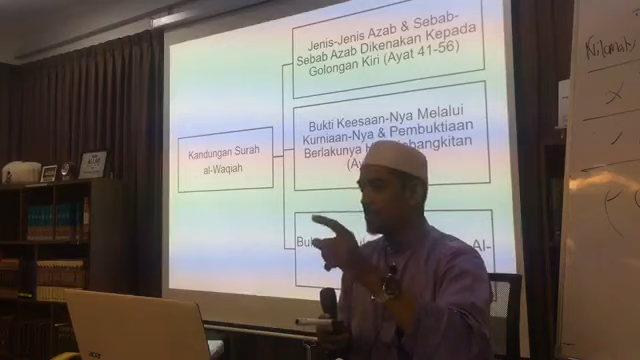 Jenis-Jenis Azab & Sebab-
Sebab Azab Dikenakan Kepada
Golongan Kiri (Ayat 41-56)
Kandungan Surah
al-Waqiah
Bukti Keesaan-Nya Melalui
Kurniaan-Nya & Pembuktiaan
Berlakunya
(A
Buk
Al-